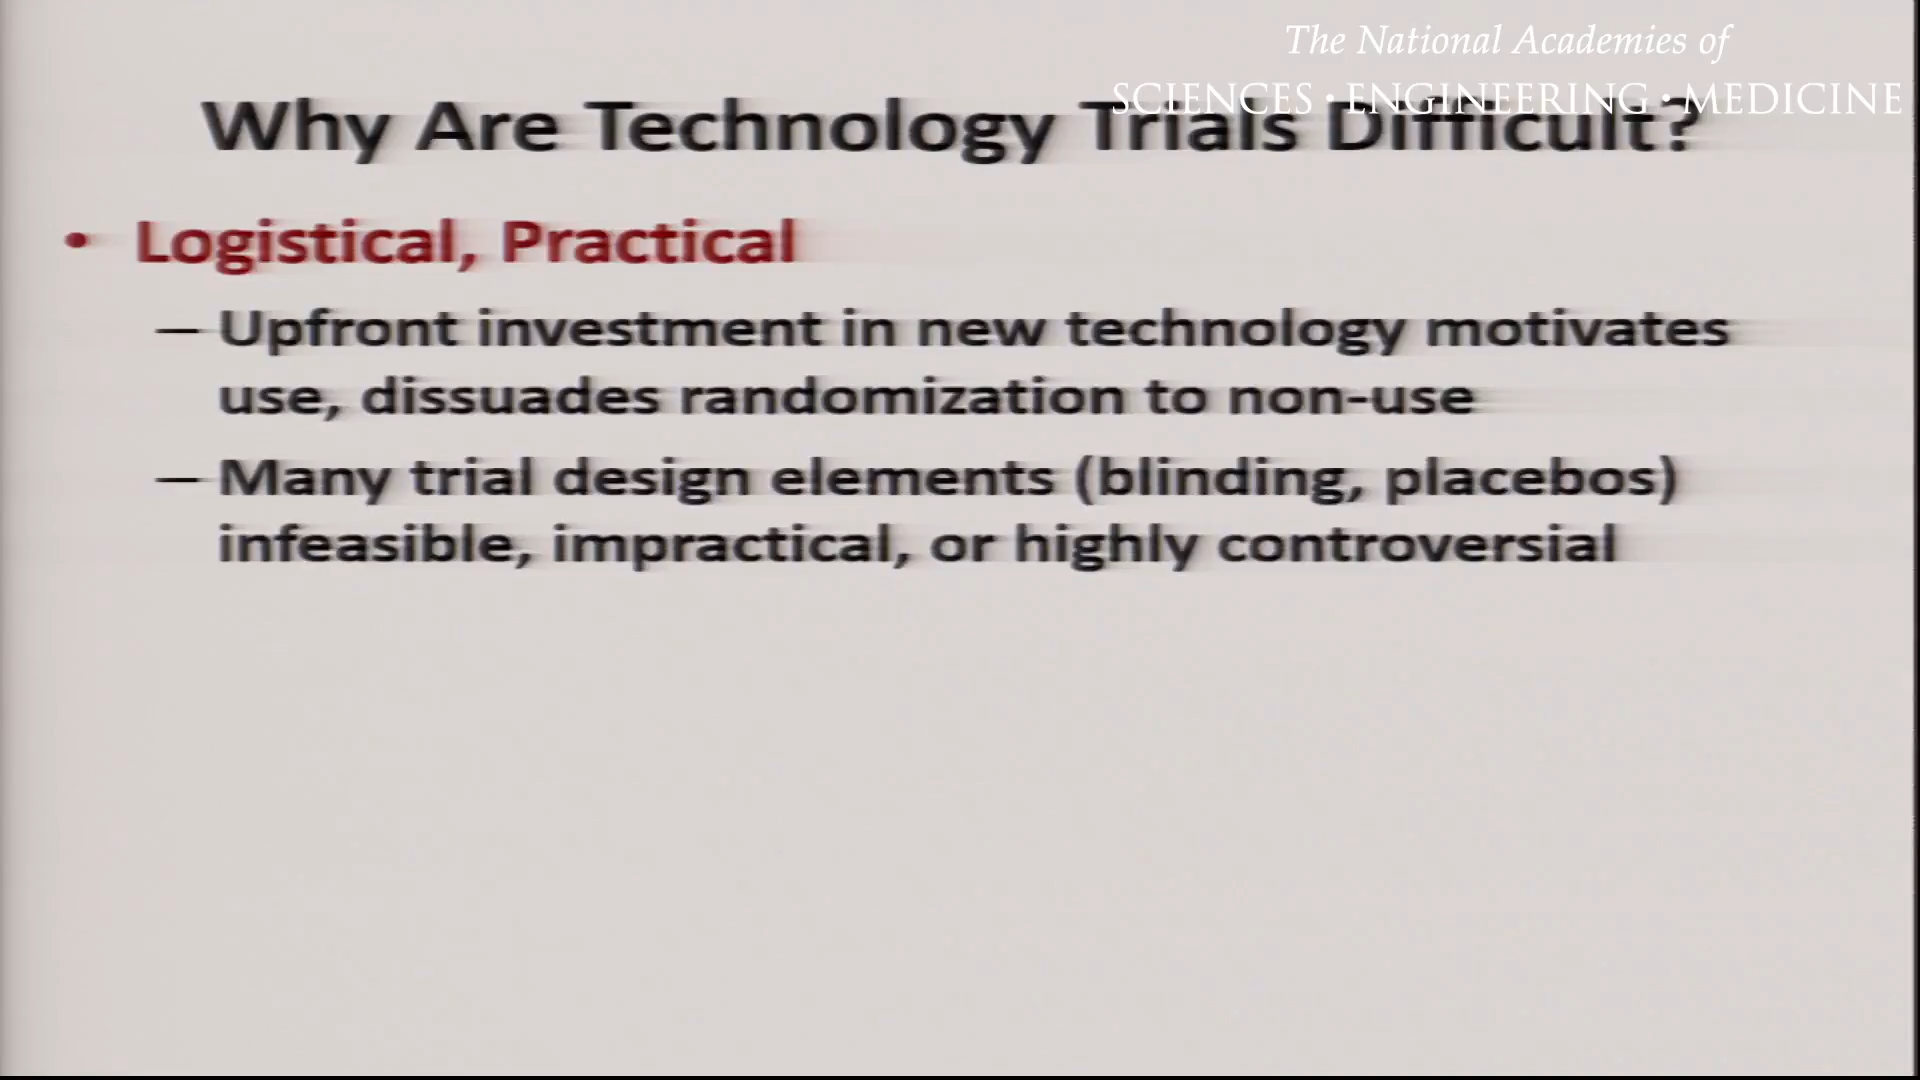 The National Academies of
SCIENCES • ENGINEERING • MEDICINE
Why Are Technology Trials Difficult?
• Logistical, Practical
– Upfront investment in new technology motivates
use, dissuades randomization to non-use
– Many trial design elements (blinding, placebos)
infeasible, impractical, or highly controversial